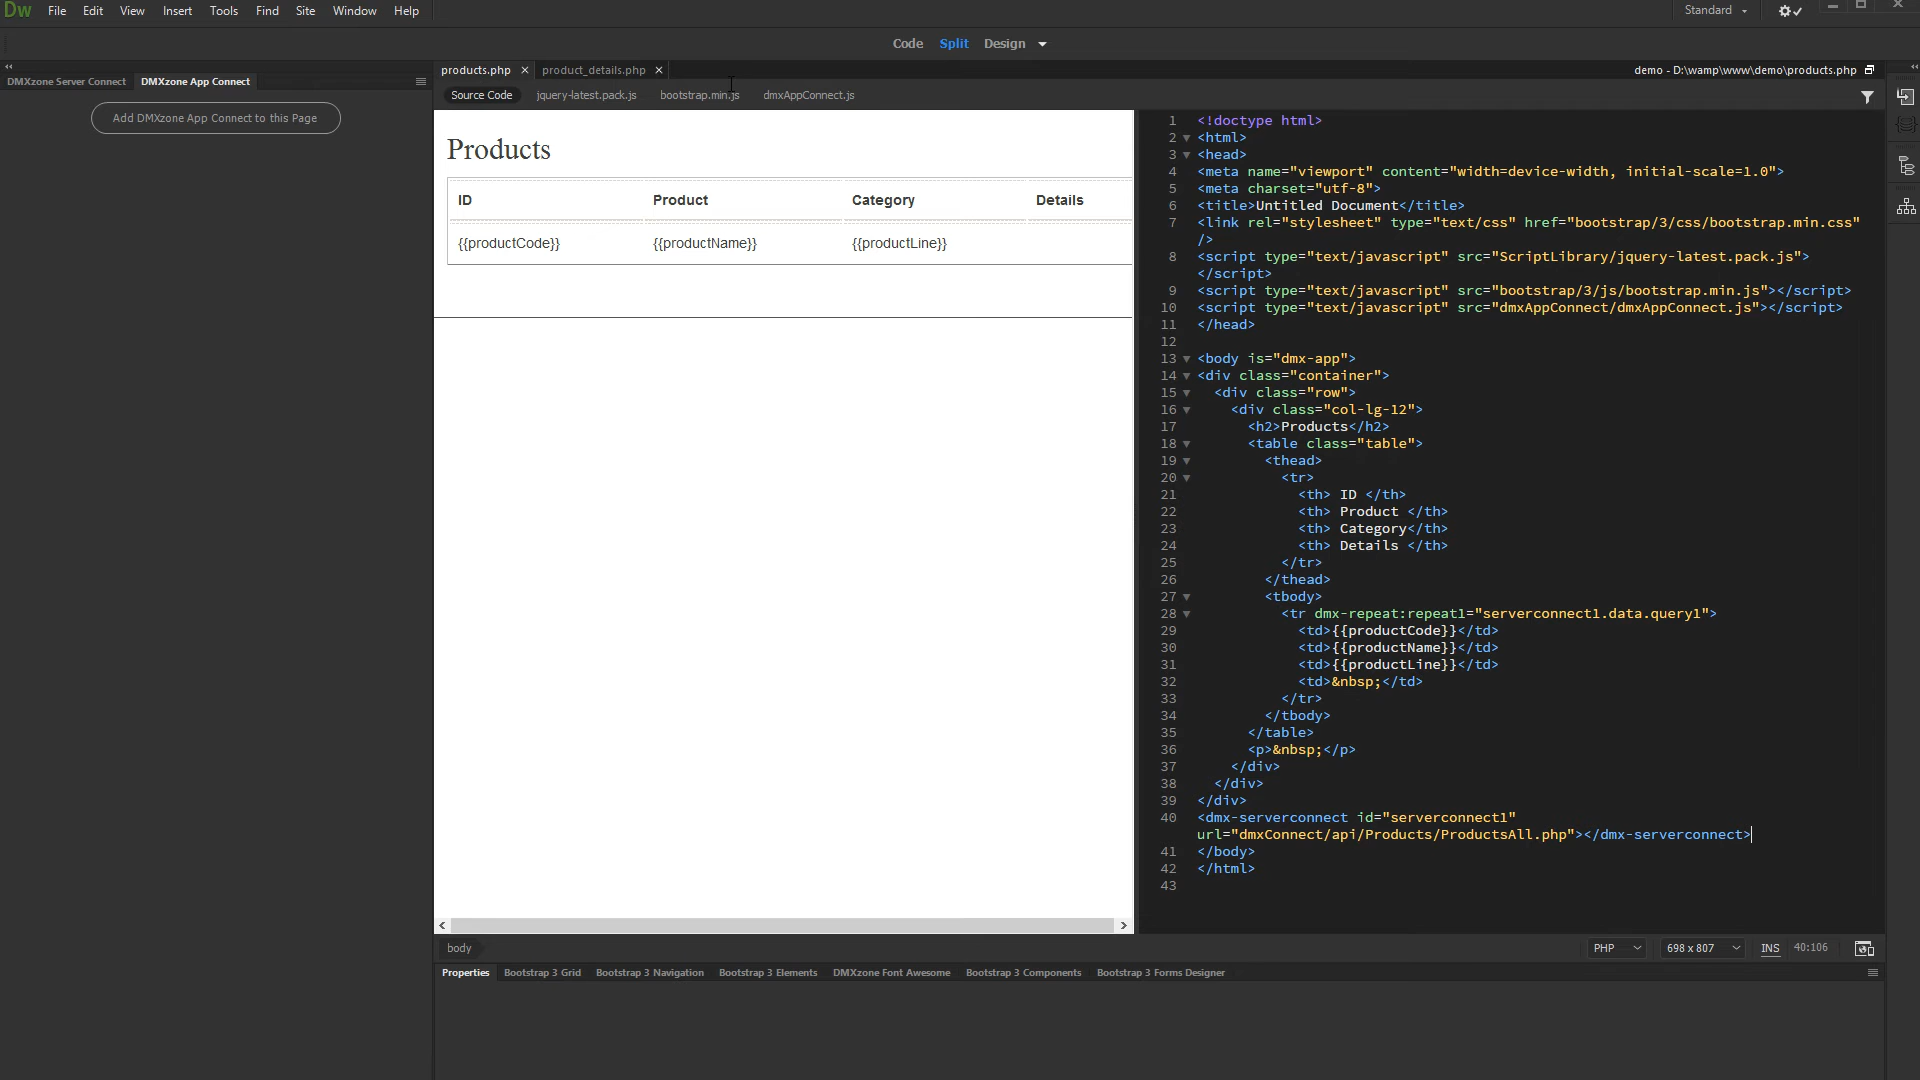 Dw File Edit View Insert Tools Find Site Window Help Standard
Code Split Design
DMXzone Server Connect DMXzone App Connect
Add DMXzone App Connect to this Page
products.php product_details.php demo - D:\wamp\www\demo\products.php
Source Code jquery-latest.pack.js bootstrap.min.js dmxAppConnect.js
Products
ID Product Category Details
{{productCode}} {{productName}} {{productLine}}
1 <!doctype html>
2 <html>
3 <head>
4 <meta name="viewport" content="width=device-width, initial-scale=1.0">
5 <meta charset="utf-8">
6 <title>Untitled Document</title>
7 <link rel="stylesheet" type="text/css" href="bootstrap/3/css/bootstrap.min.css"
/>
8 <script type="text/javascript" src="ScriptLibrary/jquery-latest.pack.js">
</script>
9 <script type="text/javascript" src="bootstrap/3/js/bootstrap.min.js"></script>
10 <script type="text/javascript" src="dmxAppConnect/dmxAppConnect.js"></script>
11 </head>
12
13 <body is="dmx-app">
14 <div class="container">
15 <div class="row">
16 <div class="col-lg-12">
17 <h2>Products</h2>
18 <table class="table">
19 <thead>
20 <tr>
21 <th> ID </th>
22 <th> Product </th>
23 <th> Category</th>
24 <th> Details </th>
25 </tr>
26 </thead>
27 <tbody>
28 <tr dmx-repeat:repeat1="serverconnect1.data.query1">
29 <td>{{productCode}}</td>
30 <td>{{productName}}</td>
31 <td>{{productLine}}</td>
32 <td>&nbsp;</td>
33 </tr>
34 </tbody>
35 </table>
36 <p>&nbsp;</p>
37 </div>
38 </div>
39 </div>
40 <dmx-serverconnect id="serverconnect1"
url="dmxConnect/api/Products/ProductsAll.php"></dmx-serverconnect>
41 </body>
42 </html>
43
body PHP 698 x 807 INS 40:106
Properties Bootstrap 3 Grid Bootstrap 3 Navigation Bootstrap 3 Elements DMXzone Font Awesome Bootstrap 3 Components Bootstrap 3 Forms Designer